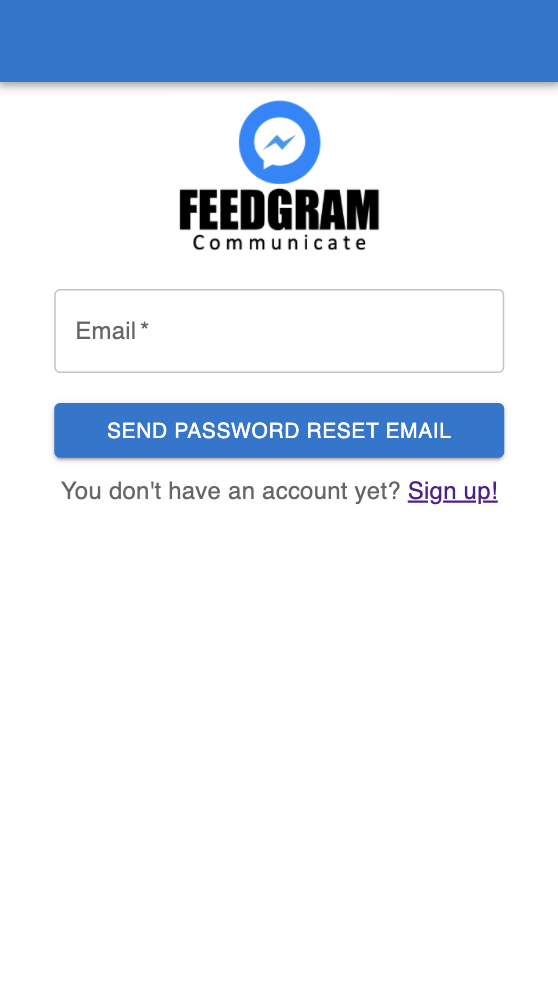 FEEDGRAM
Communicate
Email *
SEND PASSWORD RESET EMAIL
You don't have an account yet? Sign up!